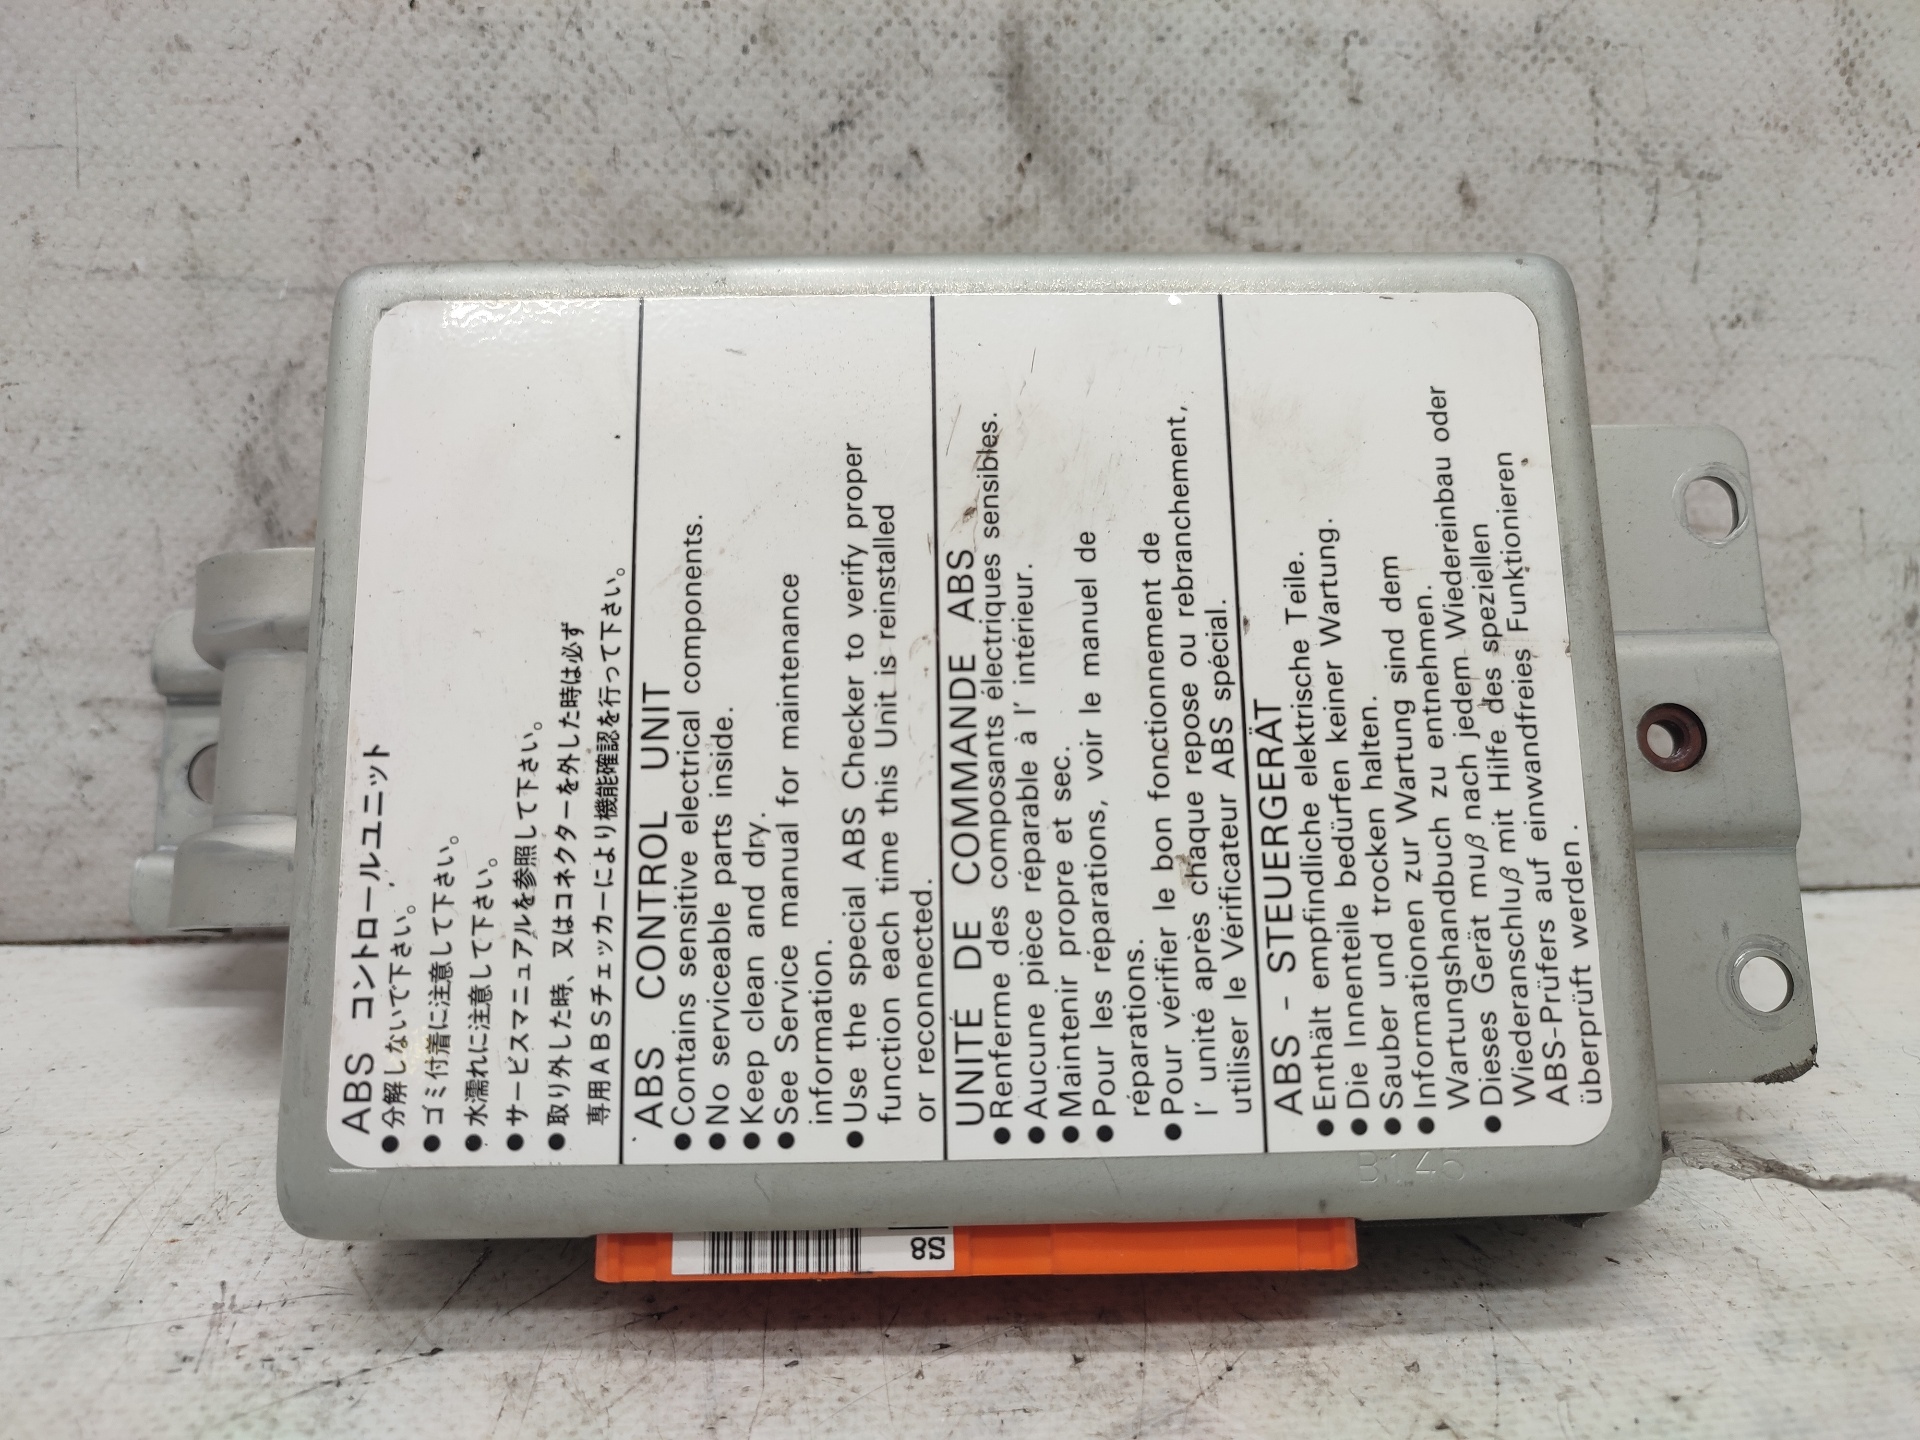 ABS コントロールユニット
●分解しないで下さい。
●ゴミ付着に注意して下さい。
●水濡れに注意して下さい。
●サービスマニュアルを参照して下さい。
●取り外した時、又はコネクターを外した時は必ず
専用ABSチェッカーにより機能確認を行って下さい。
ABS CONTROL UNIT
●Contains sensitive electrical components.
●No serviceable parts inside.
●Keep clean and dry.
●See Service manual for maintenance
information.
●Use the special ABS Checker to verify proper
function each time this Unit is reinstalled
or reconnected.
UNITÉ DE COMMANDE ABS
●Renferme des composants électriques sensibles.
●Aucune pièce réparable à l' intérieur.
●Maintenir propre et sec.
●Pour les réparations, voir le manuel de
réparations.
●Pour vérifier le bon fonctionnement de
l' unité après chaque repose ou rebranchement,
utiliser le Vérificateur ABS spécial.
ABS - STEUERGERÄT
●Enthält empfindliche elektrische Teile.
●Die Innenteile bedürfen keiner Wartung.
●Sauber und trocken halten.
●Informationen zur Wartung sind dem
Wartungshandbuch zu entnehmen.
●Dieses Gerät muß nach jedem Wiedereinbau oder
Wiederanschluß mit Hilfe des speziellen
ABS-Prüfers auf einwandfreies Funktionieren
überprüft werden.
B145
S8